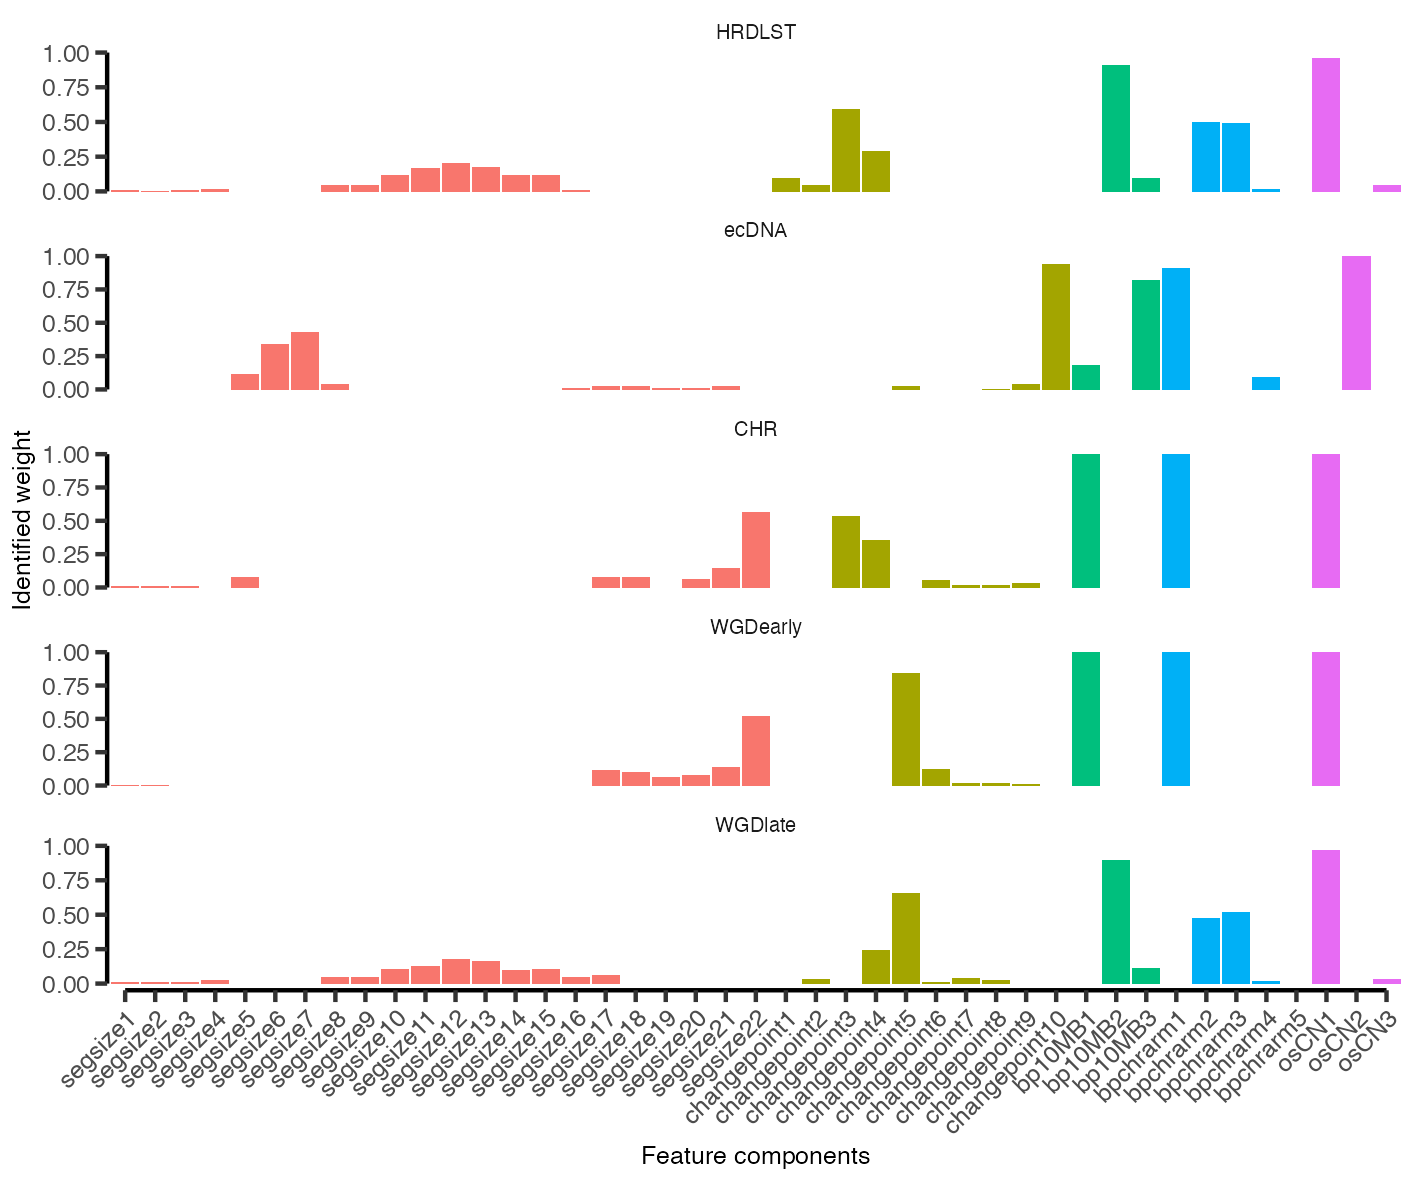 HRDLST
1.00
0.75
0.50
0.25
0.00
ecDNA
1.00
0.75
0.50
0.25
0.00
CHR
1.00
0.75
0.50
0.25
0.00
WGDearly
1.00
0.75
0.50
0.25
0.00
WGDlate
1.00
0.75
0.50
0.25
0.00
Identified weight
segsize1
segsize2
segsize3
segsize4
segsize5
segsize6
segsize7
segsize8
segsize9
segsize10
segsize11
segsize12
segsize13
segsize14
segsize15
segsize16
segsize17
segsize18
segsize19
segsize20
segsize21
segsize22
changepoint1
changepoint2
changepoint3
changepoint4
changepoint5
changepoint6
changepoint7
changepoint8
changepoint9
changepoint10
bp10MB1
bp10MB2
bp10MB3
bpchrarm1
bpchrarm2
bpchrarm3
bpchrarm4
bpchrarm5
osCN1
osCN2
osCN3
Feature components